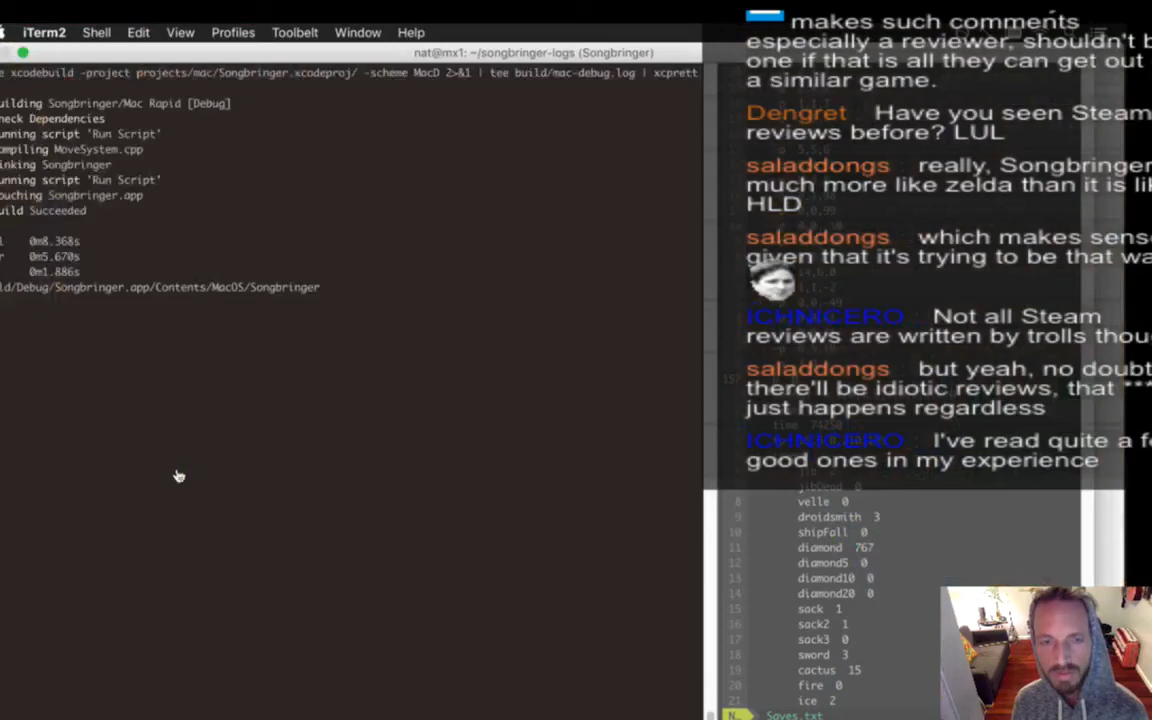 iTerm2 Shell Edit View Profiles Toolbelt Window Help
nat@mx1: ~/songbringer-logs (Songbringer)
e xcodebuild -project projects/mac/Songbringer.xcodeproj/ -scheme MacD 2>&1 | tee build/mac-debug.log | xcprett
uilding Songbringer/Mac Rapid [Debug]
heck Dependencies
unning script 'Run Script'
ompiling MoveSystem.cpp
inking Songbringer
unning script 'Run Script'
ouching Songbringer.app
uild Succeeded
l 0m8.368s
r 0m5.670s
0m1.886s
ld/Debug/Songbringer.app/Contents/MacOS/Songbringer
makes such comments
especially a reviewer, shouldn't b
one if that is all they can get out
a similar game.
Dengret Have you seen Steam
reviews before? LUL
saladdongs really, Songbringer
much more like zelda than it is li
HLD
saladdongs which makes sens
given that it's trying to be that wa
ICHNICERO Not all Steam
reviews are written by trolls thou
saladdongs but yeah, no doubt
there'll be idiotic reviews, that ***
just happens regardless
ICHNICERO I've read quite a f
good ones in my experience
time 74250
jibDead 0
8 velle 0
9 droidsmith 3
10 shipFall 0
11 diamond 767
12 diamond5 0
13 diamond10 0
14 diamond20 0
15 sack 1
16 sack2 1
17 sack3 0
18 sword 3
19 cactus 15
20 fire 0
21 ice 2
N… Saves.txt